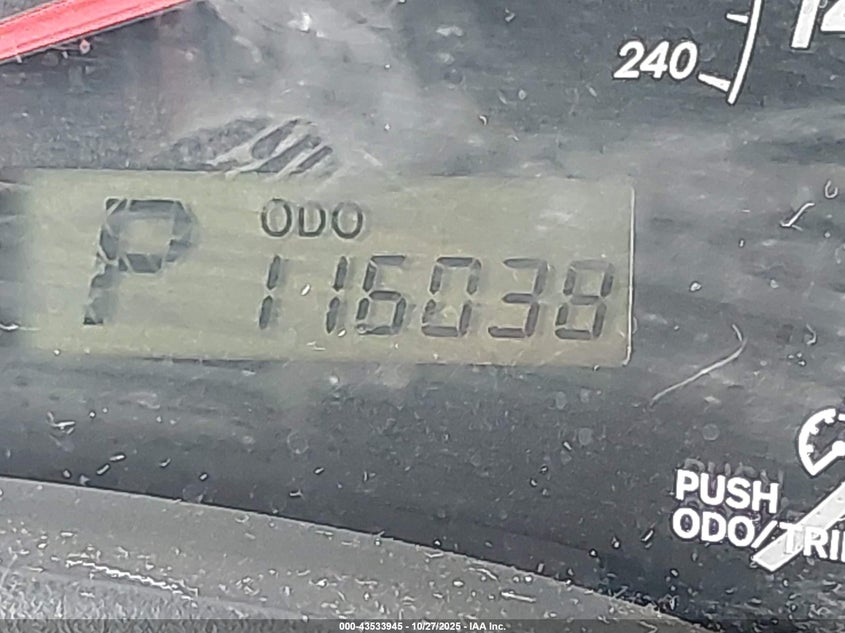 240
P
ODO
116038
PUSH
ODO/TRI
000-43533945 - 10/27/2025 - IAA Inc.